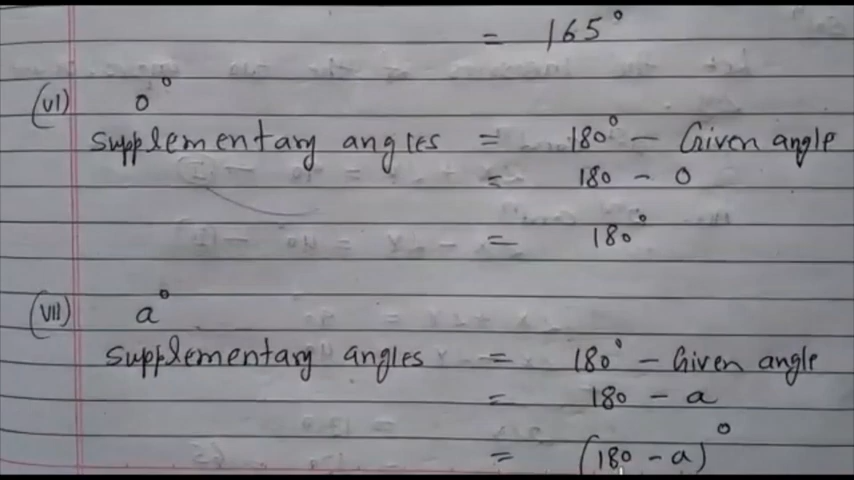 = 165°
(VI) 0°
Supplementary angles = 180° - Given angle
= 180 - 0
= 180°
(VII) a°
Supplementary angles = 180° - Given angle
= 180 - a
= (180 - a)°